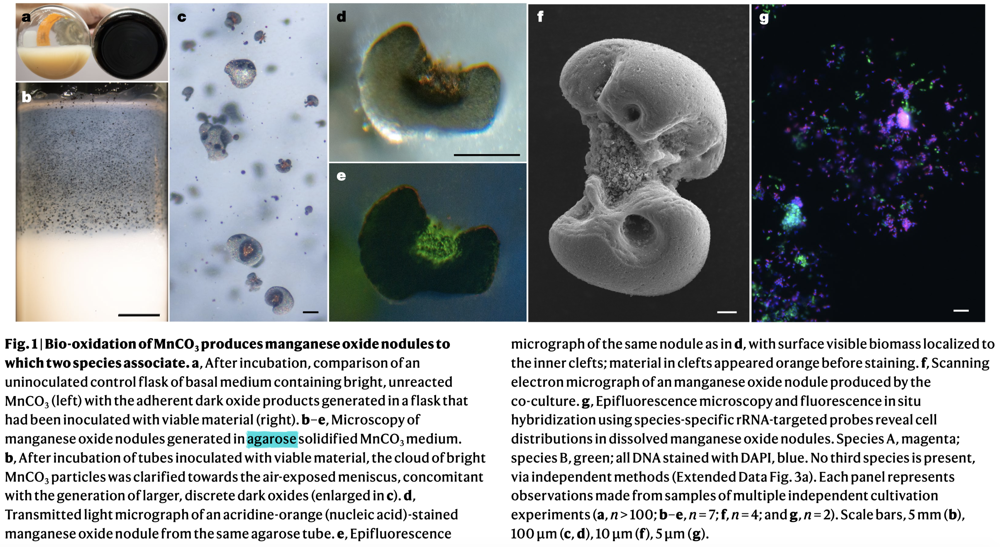 a
b
c
d
e
f
g
Fig. 1 | Bio-oxidation of MnCO₃ produces manganese oxide nodules to
which two species associate. a, After incubation, comparison of an
uninoculated control flask of basal medium containing bright, unreacted
MnCO₃ (left) with the adherent dark oxide products generated in a flask that
had been inoculated with viable material (right). b–e, Microscopy of
manganese oxide nodules generated in agarose solidified MnCO₃ medium.
b, After incubation of tubes inoculated with viable material, the cloud of bright
MnCO₃ particles was clarified towards the air-exposed meniscus, concomitant
with the generation of larger, discrete dark oxides (enlarged in c). d,
Transmitted light micrograph of an acridine-orange (nucleic acid)-stained
manganese oxide nodule from the same agarose tube. e, Epifluorescence
micrograph of the same nodule as in d, with surface visible biomass localized to
the inner clefts; material in clefts appeared orange before staining. f, Scanning
electron micrograph of an manganese oxide nodule produced by the
co-culture. g, Epifluorescence microscopy and fluorescence in situ
hybridization using species-specific rRNA-targeted probes reveal cell
distributions in dissolved manganese oxide nodules. Species A, magenta;
species B, green; all DNA stained with DAPI, blue. No third species is present,
via independent methods (Extended Data Fig. 3a). Each panel represents
observations made from samples of multiple independent cultivation
experiments (a, n > 100; b–e, n = 7; f, n = 4; and g, n = 2). Scale bars, 5 mm (b),
100 μm (c, d), 10 μm (f), 5 μm (g).